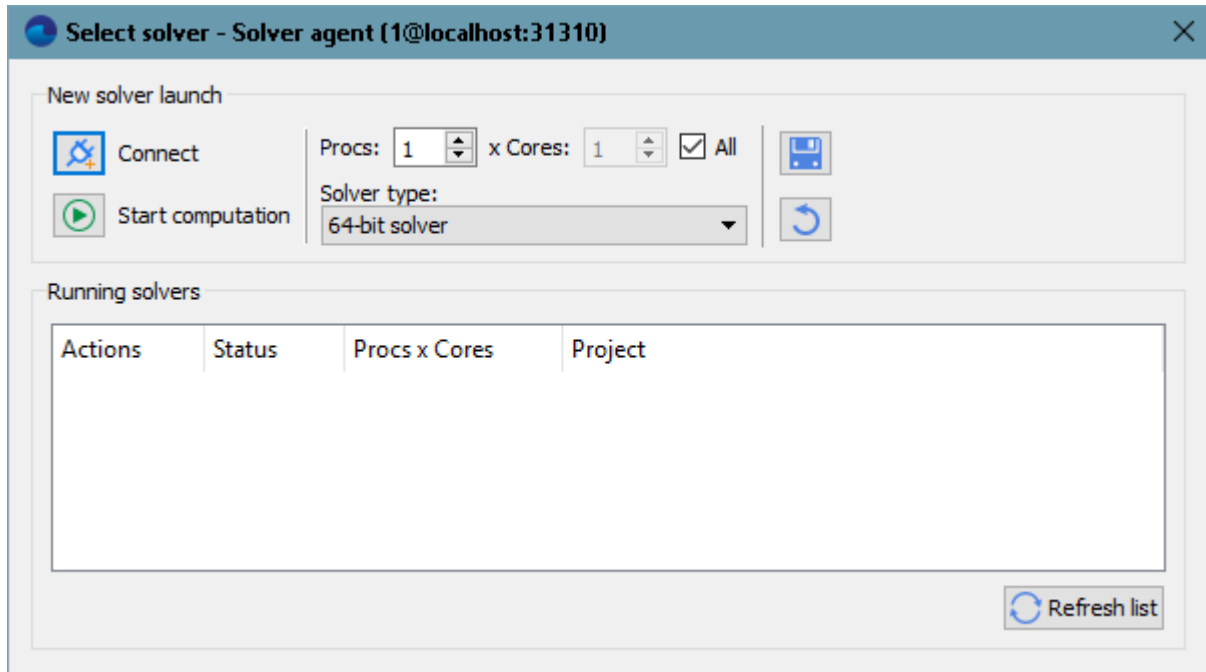 Select solver - Solver agent (1@localhost:31310)
New solver launch
Connect
Procs: 1 x Cores: 1 All
Start computation
Solver type:
64-bit solver
Running solvers
Actions Status Procs x Cores Project
Refresh list